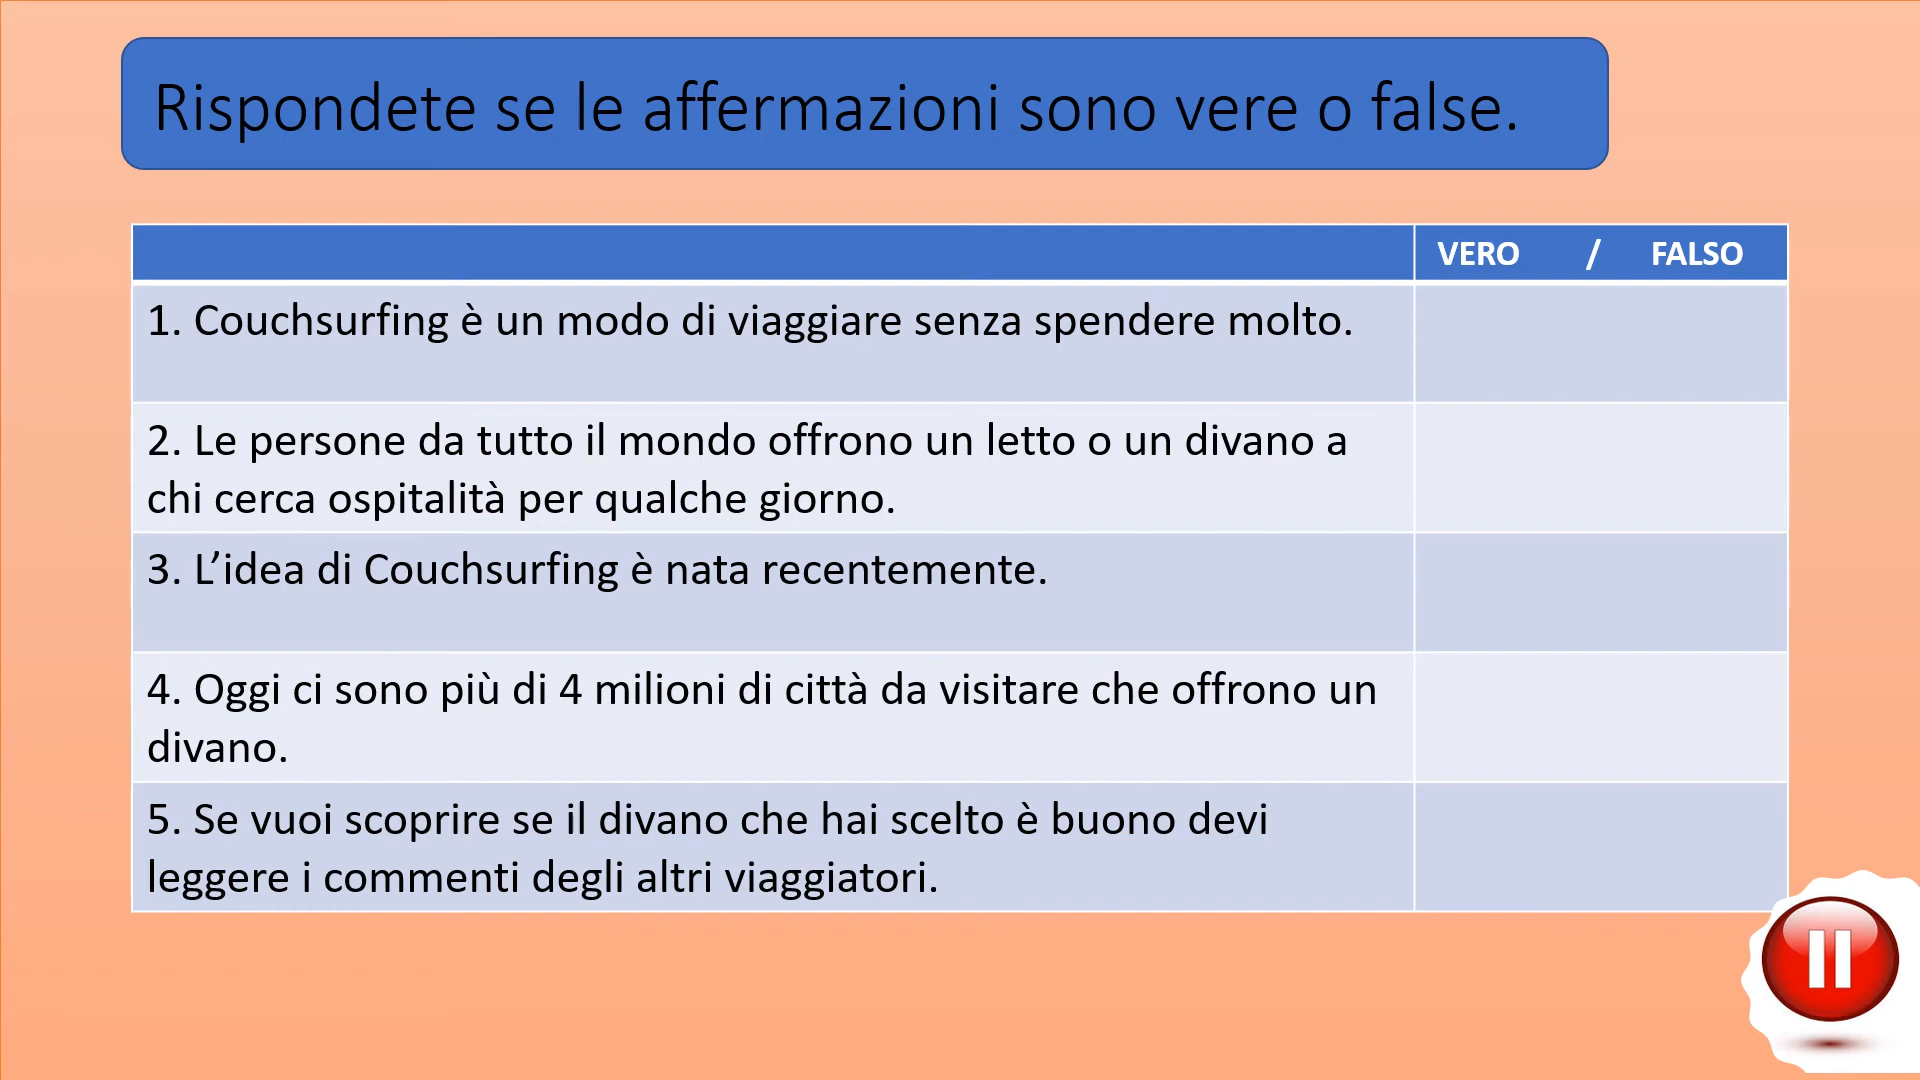 Rispondete se le affermazioni sono vere o false.
VERO / FALSO
1. Couchsurfing è un modo di viaggiare senza spendere molto.
2. Le persone da tutto il mondo offrono un letto o un divano a
chi cerca ospitalità per qualche giorno.
3. L’idea di Couchsurfing è nata recentemente.
4. Oggi ci sono più di 4 milioni di città da visitare che offrono un
divano.
5. Se vuoi scoprire se il divano che hai scelto è buono devi
leggere i commenti degli altri viaggiatori.